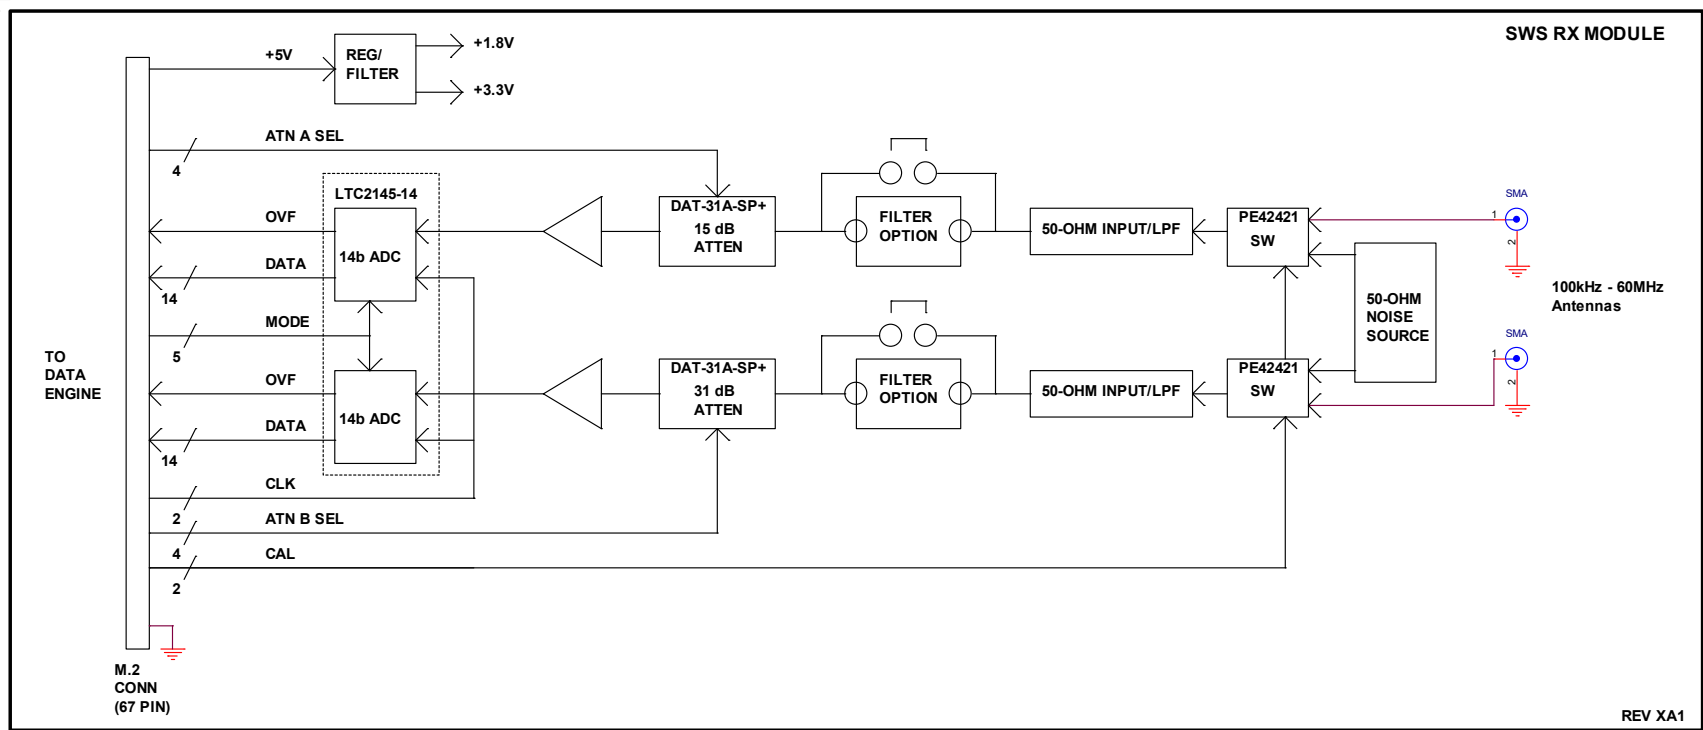 SWS RX MODULE
+5V
REG/
FILTER
+1.8V
+3.3V
ATN A SEL
4
LTC2145-14
OVF
14b ADC
DATA
14
MODE
5
OVF
14b ADC
DATA
14
CLK
2
ATN B SEL
4
CAL
2
TO
DATA
ENGINE
M.2
CONN
(67 PIN)
DAT-31A-SP+
15 dB
ATTEN
FILTER
OPTION
50-OHM INPUT/LPF
PE42421
SW
SMA
1
2
50-OHM
NOISE
SOURCE
100kHz - 60MHz
Antennas
DAT-31A-SP+
31 dB
ATTEN
FILTER
OPTION
50-OHM INPUT/LPF
PE42421
SW
SMA
1
2
REV XA1